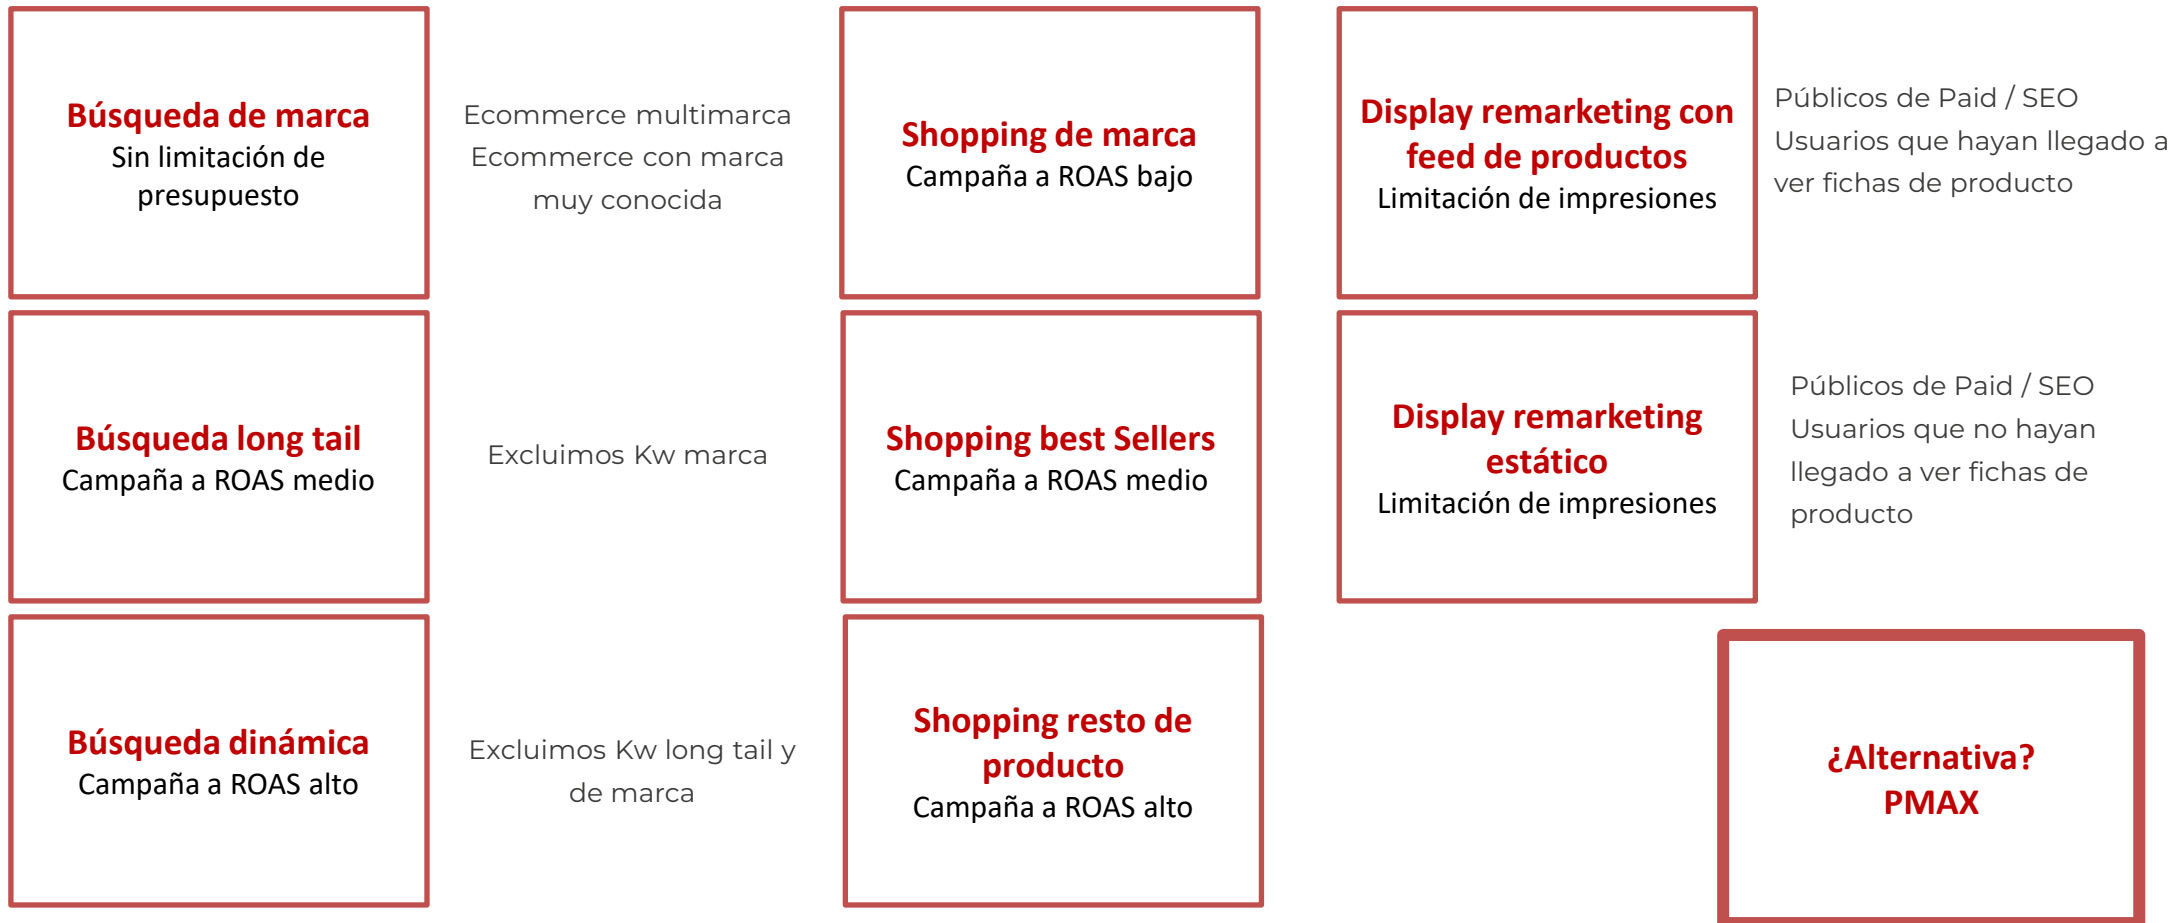 Búsqueda de marca
Sin limitación de
presupuesto
Ecommerce multimarca
Ecommerce con marca
muy conocida
Shopping de marca
Campaña a ROAS bajo
Display remarketing con
feed de productos
Limitación de impresiones
Públicos de Paid / SEO
Usuarios que hayan llegado a
ver fichas de producto
Búsqueda long tail
Campaña a ROAS medio
Excluimos Kw marca
Shopping best Sellers
Campaña a ROAS medio
Display remarketing
estático
Limitación de impresiones
Públicos de Paid / SEO
Usuarios que no hayan
llegado a ver fichas de
producto
Búsqueda dinámica
Campaña a ROAS alto
Excluimos Kw long tail y
de marca
Shopping resto de
producto
Campaña a ROAS alto
¿Alternativa?
PMAX